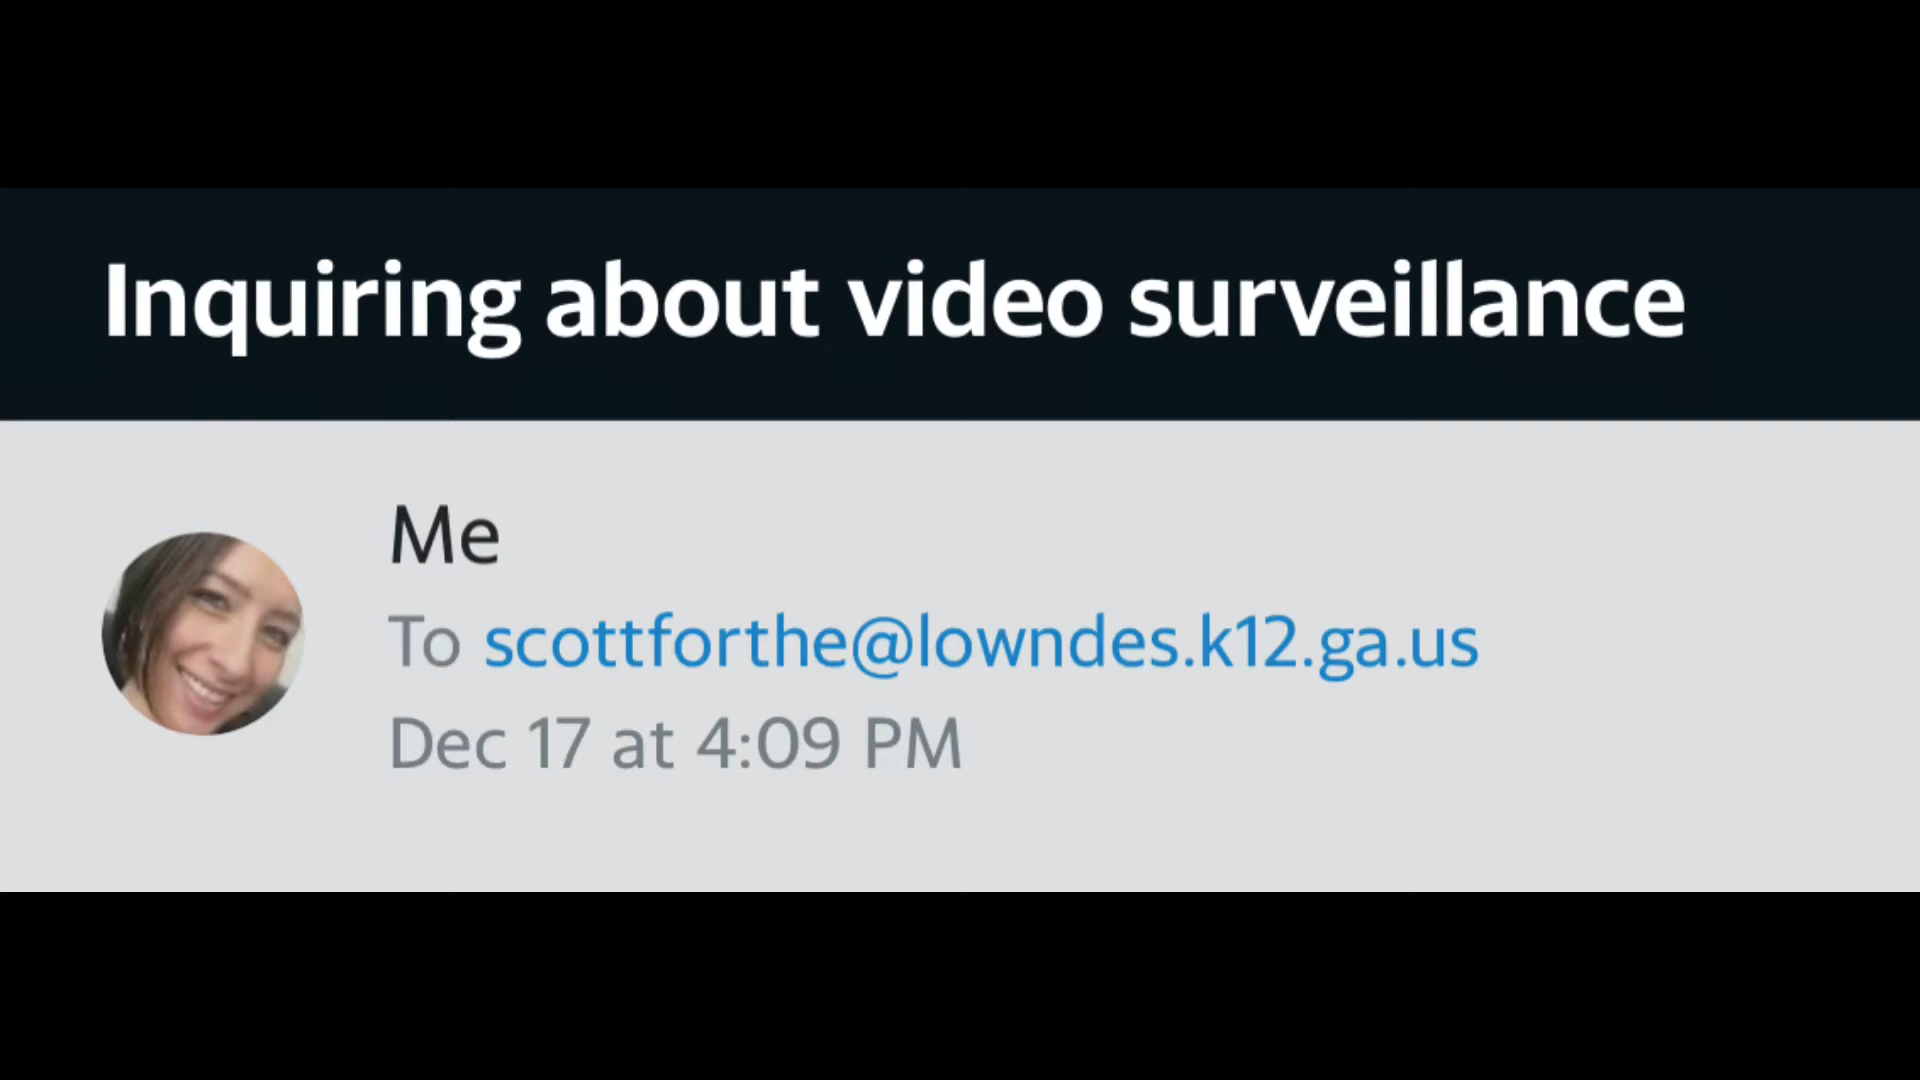 Inquiring about video surveillance
Me
To scottforthe@lowndes.k12.ga.us
Dec 17 at 4:09 PM